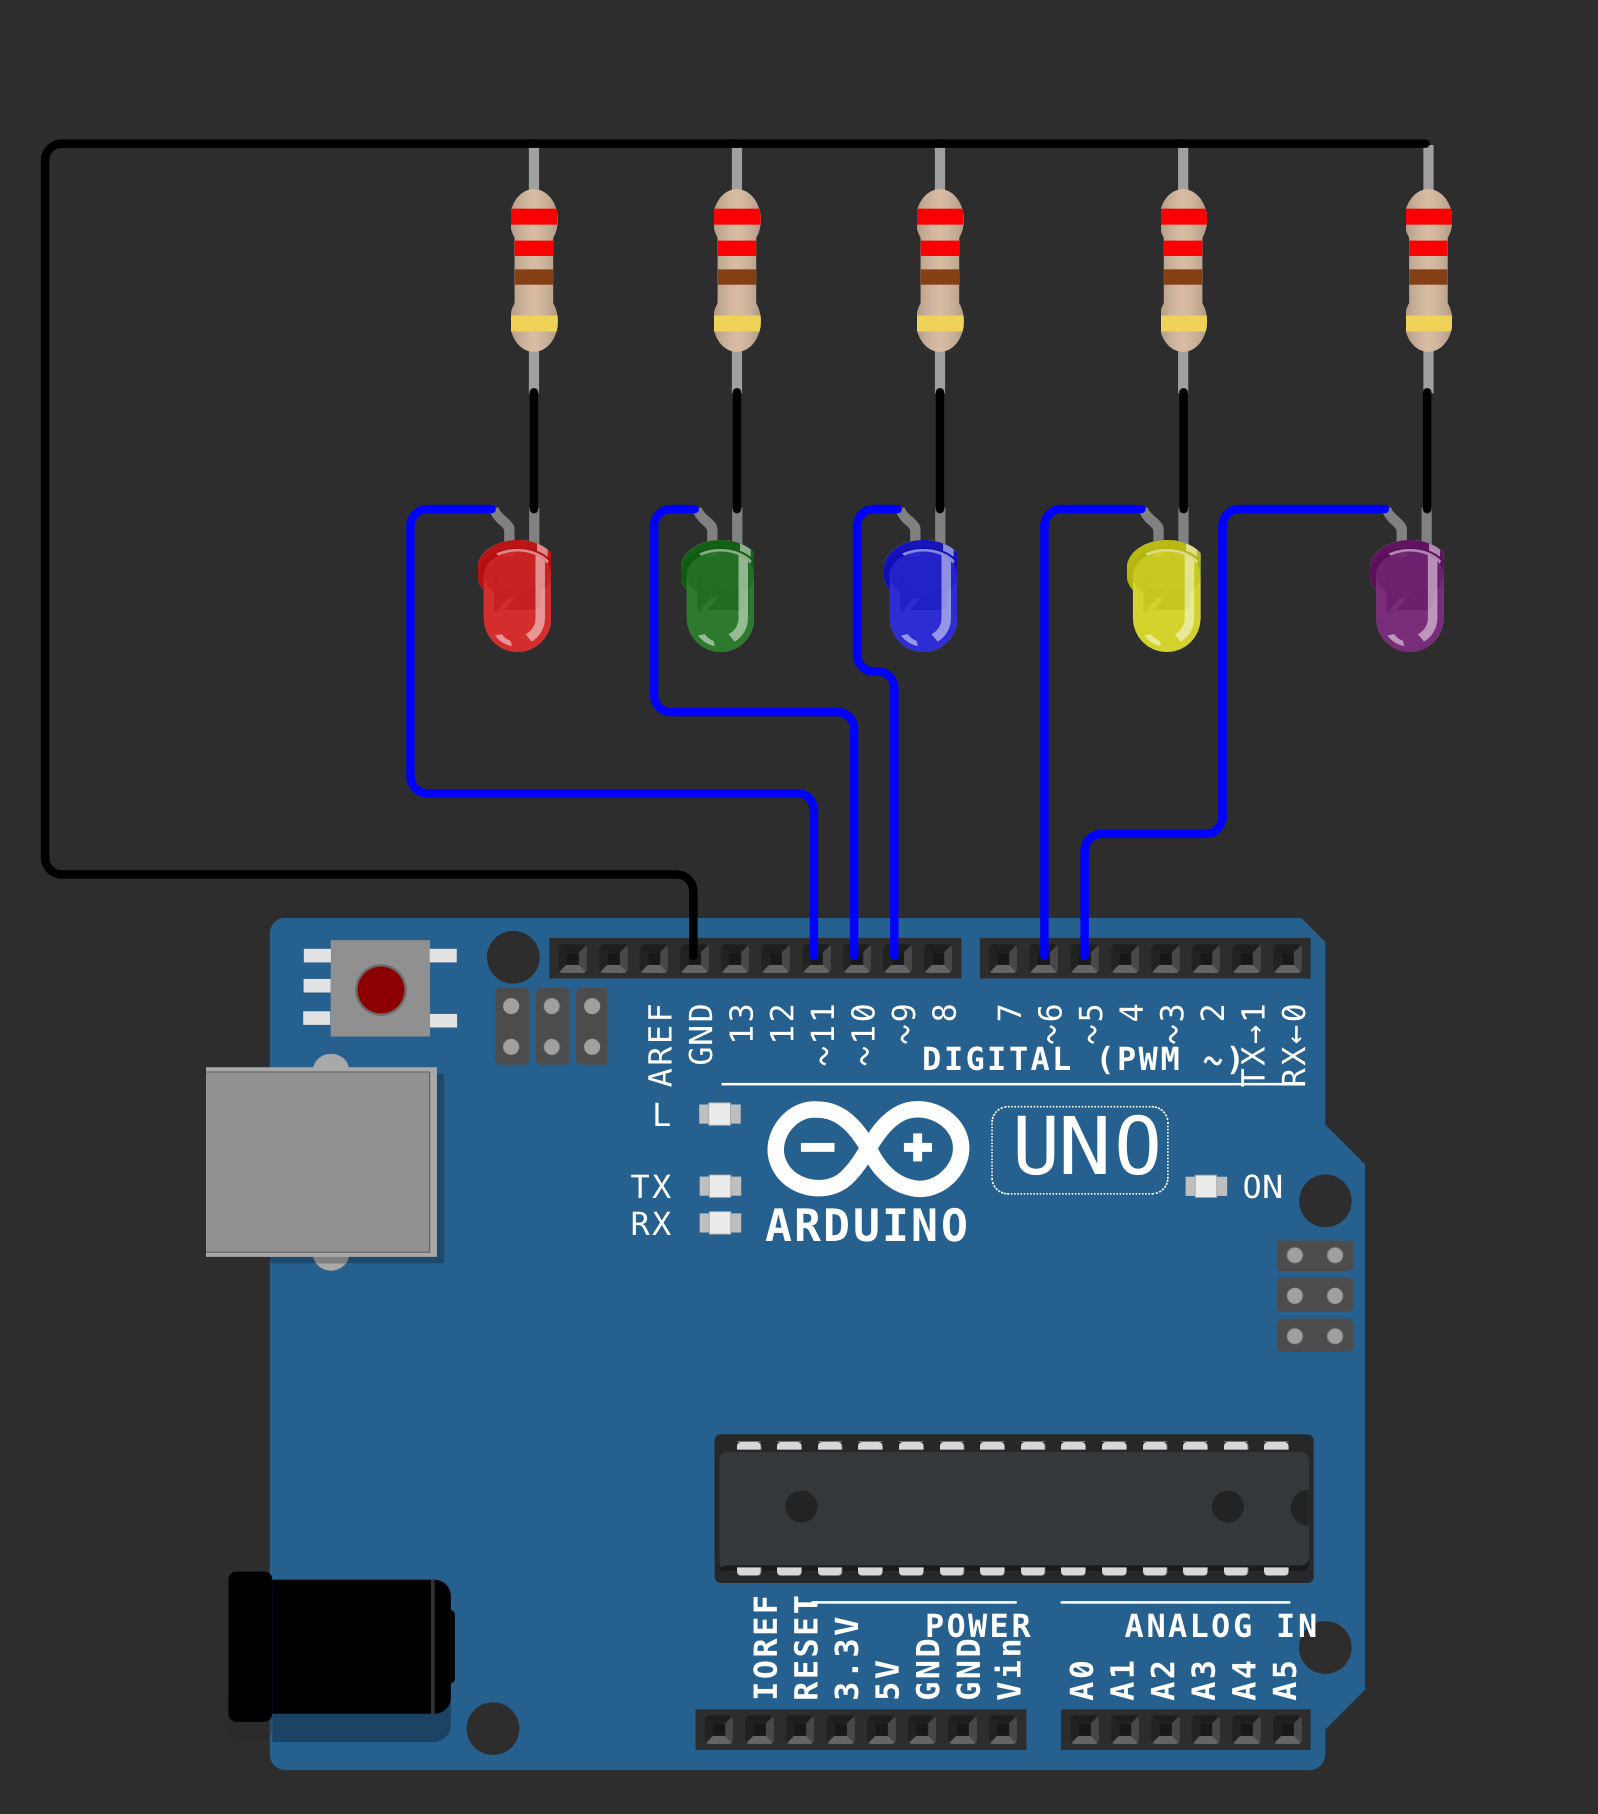 AREF
GND
13
12
~11
~10
~9
8
7
~6
~5
4
~3
2
TX→1
RX←0
DIGITAL (PWM ~)
L
TX
RX
UNO
ON
ARDUINO
IOREF
RESET
3.3V
5V
GND
GND
Vin
POWER
ANALOG IN
A0
A1
A2
A3
A4
A5